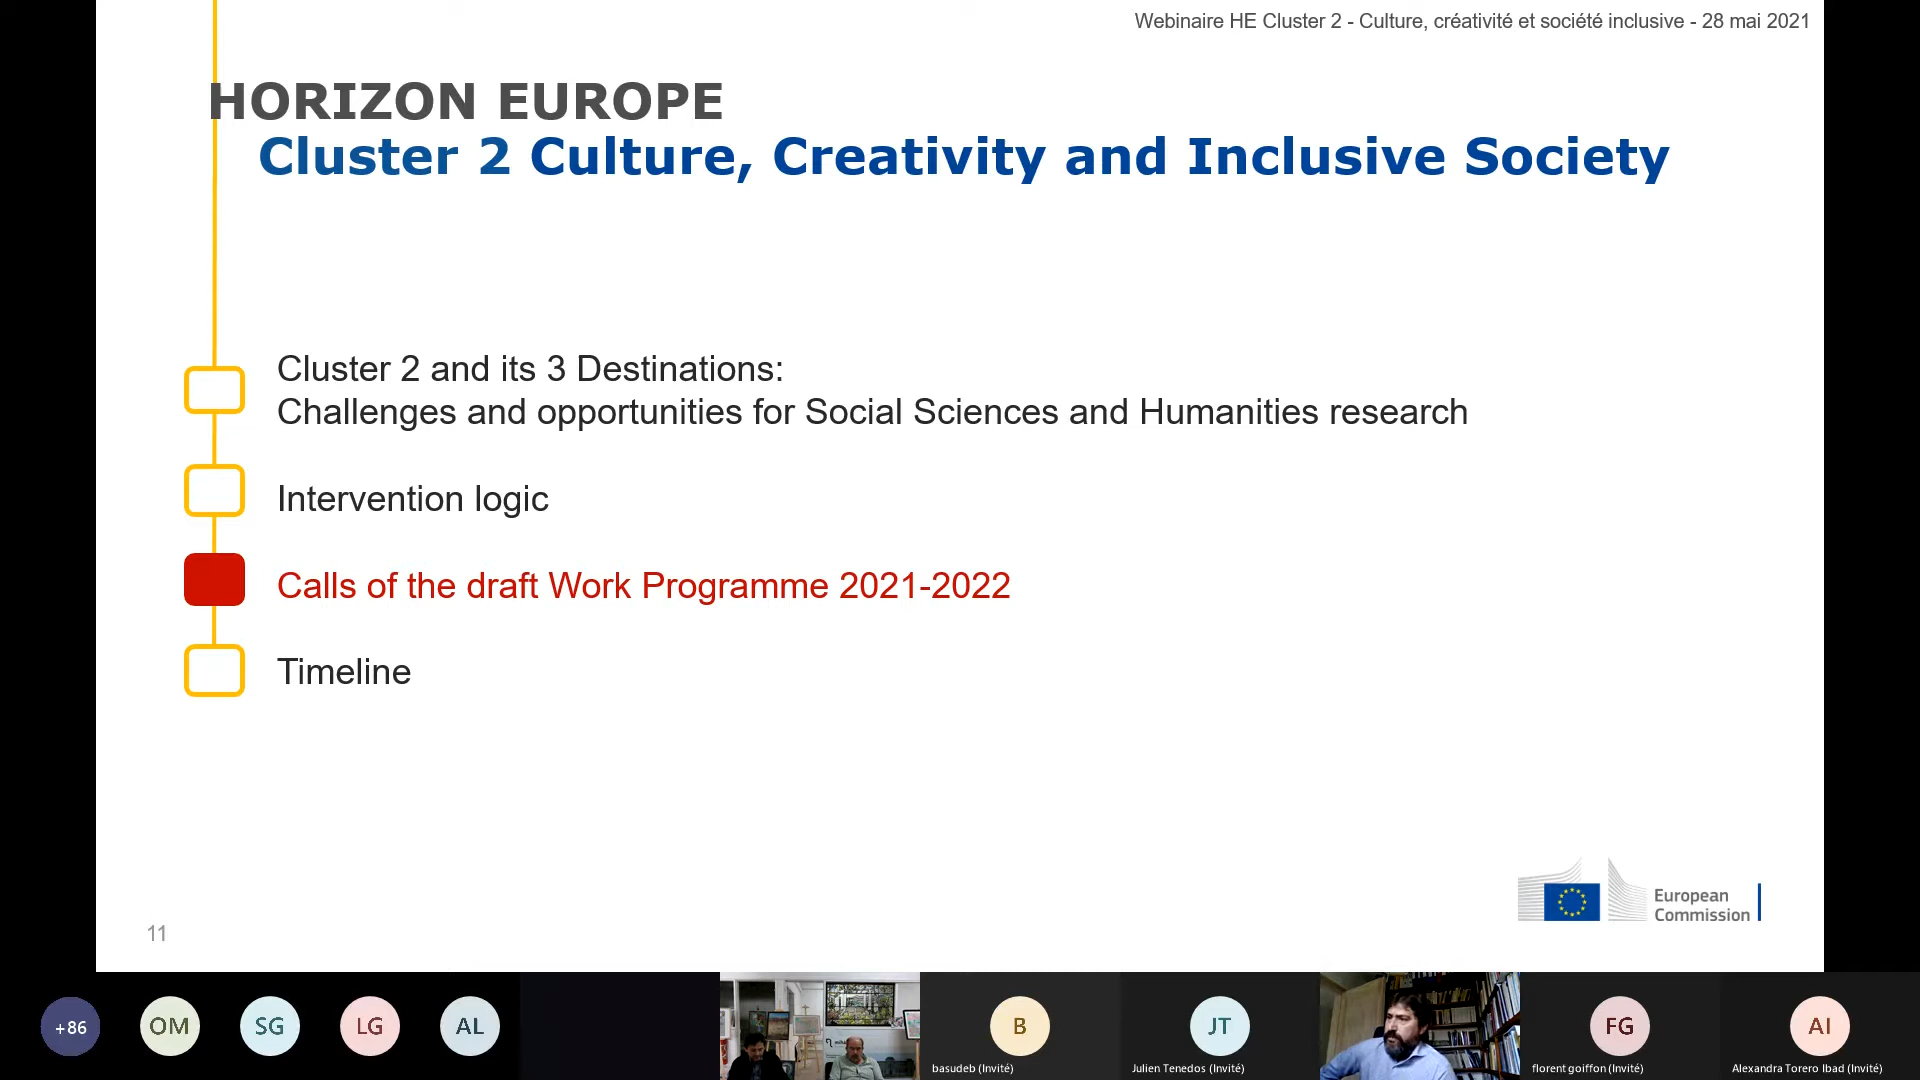 Webinaire HE Cluster 2 - Culture, créativité et société inclusive - 28 mai 2021
HORIZON EUROPE
Cluster 2 Culture, Creativity and Inclusive Society
Cluster 2 and its 3 Destinations:
Challenges and opportunities for Social Sciences and Humanities research
Intervention logic
Calls of the draft Work Programme 2021-2022
Timeline
European
Commission
11
+86
OM
SG
LG
AL
B
basudeb (Invité)
JT
Julien Tenedos (Invité)
FG
florent goiffon (Invité)
AI
Alexandra Torero Ibad (Invité)